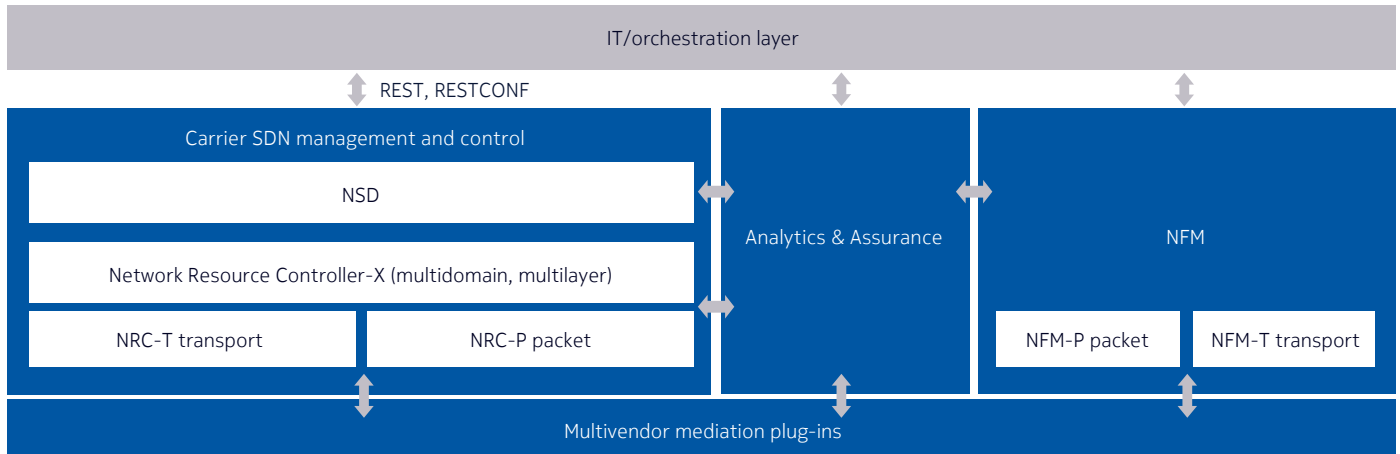 IT/orchestration layer
REST, RESTCONF
Carrier SDN management and control
NSD
Network Resource Controller-X (multidomain, multilayer)
NRC-T transport
NRC-P packet
Analytics & Assurance
NFM
NFM-P packet
NFM-T transport
Multivendor mediation plug-ins